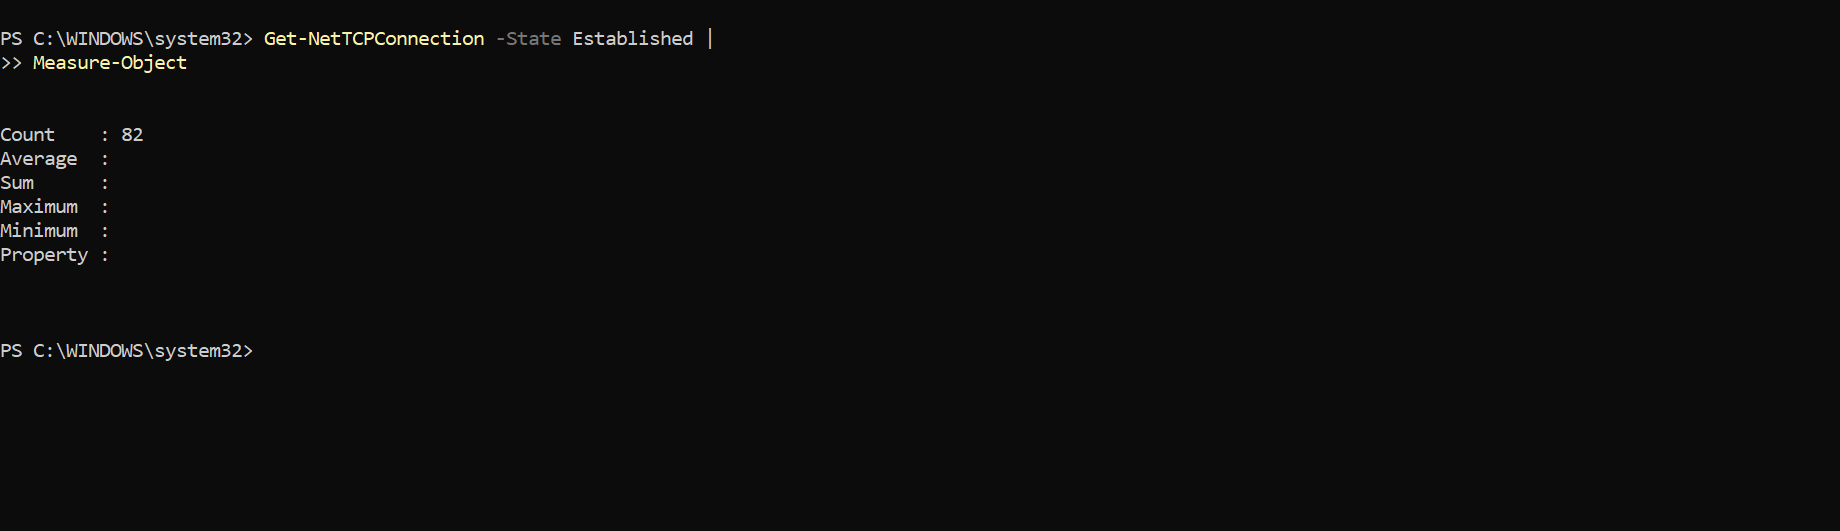 PS C:\WINDOWS\system32> Get-NetTCPConnection -State Established |
>> Measure-Object
Count    : 82
Average  :
Sum      :
Maximum  :
Minimum  :
Property :
PS C:\WINDOWS\system32>